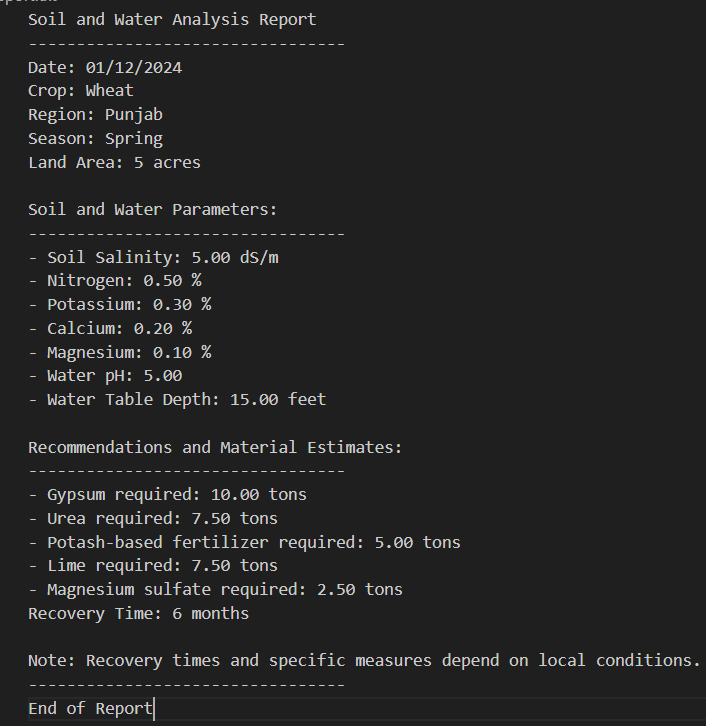 Soil and Water Analysis Report
---------------------------------
Date: 01/12/2024
Crop: Wheat
Region: Punjab
Season: Spring
Land Area: 5 acres
Soil and Water Parameters:
---------------------------------
- Soil Salinity: 5.00 dS/m
- Nitrogen: 0.50 %
- Potassium: 0.30 %
- Calcium: 0.20 %
- Magnesium: 0.10 %
- Water pH: 5.00
- Water Table Depth: 15.00 feet
Recommendations and Material Estimates:
---------------------------------
- Gypsum required: 10.00 tons
- Urea required: 7.50 tons
- Potash-based fertilizer required: 5.00 tons
- Lime required: 7.50 tons
- Magnesium sulfate required: 2.50 tons
Recovery Time: 6 months
Note: Recovery times and specific measures depend on local conditions.
---------------------------------
End of Report